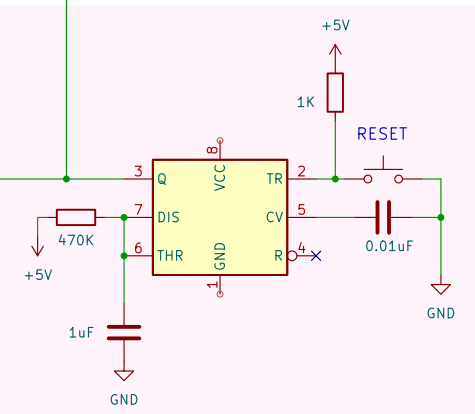 +5V
1K
RESET
8
VCC
3
Q
TR
2
7
DIS
CV
5
470K
0.01uF
6
THR
GND
R
4
+5V
1
GND
1uF
GND